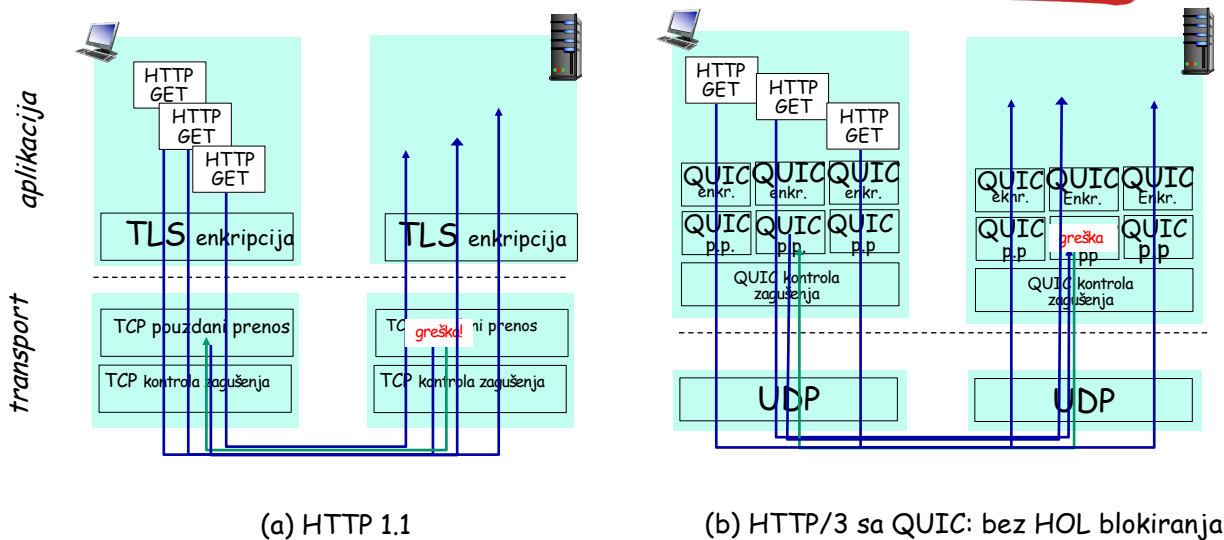 aplikacija
transport
HTTP
GET
HTTP
GET
HTTP
GET
TLS enkripcija
TLS enkripcija
TCP pouzdani prenos
greška!
ni prenos
TCP kontrola zagušenja
TCP kontrola zagušenja
(a) HTTP 1.1
HTTP
GET
HTTP
GET
HTTP
GET
QUIC
enkr.
QUIC
enkr.
QUIC
enkr.
QUIC
p.p.
QUIC
p.p.
QUIC
p.p
QUIC kontrola
zagušenja
UDP
QUIC
eknr.
QUIC
Enkr.
QUIC
Enkr.
QUIC
p.p
greška
pp
QUIC
p.p
QUIC kontrola
zagušenja
UDP
(b) HTTP/3 sa QUIC: bez HOL blokiranja